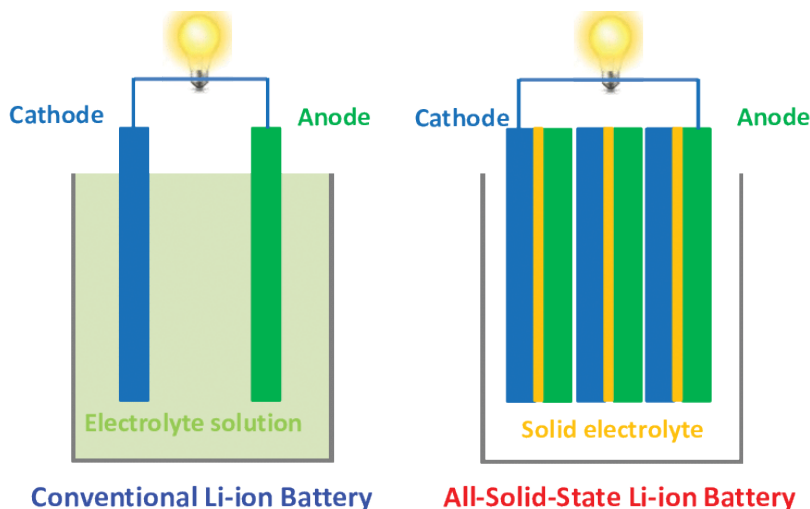 Cathode
Anode
Electrolyte solution
Conventional Li-ion Battery
Cathode
Anode
Solid electrolyte
All-Solid-State Li-ion Battery